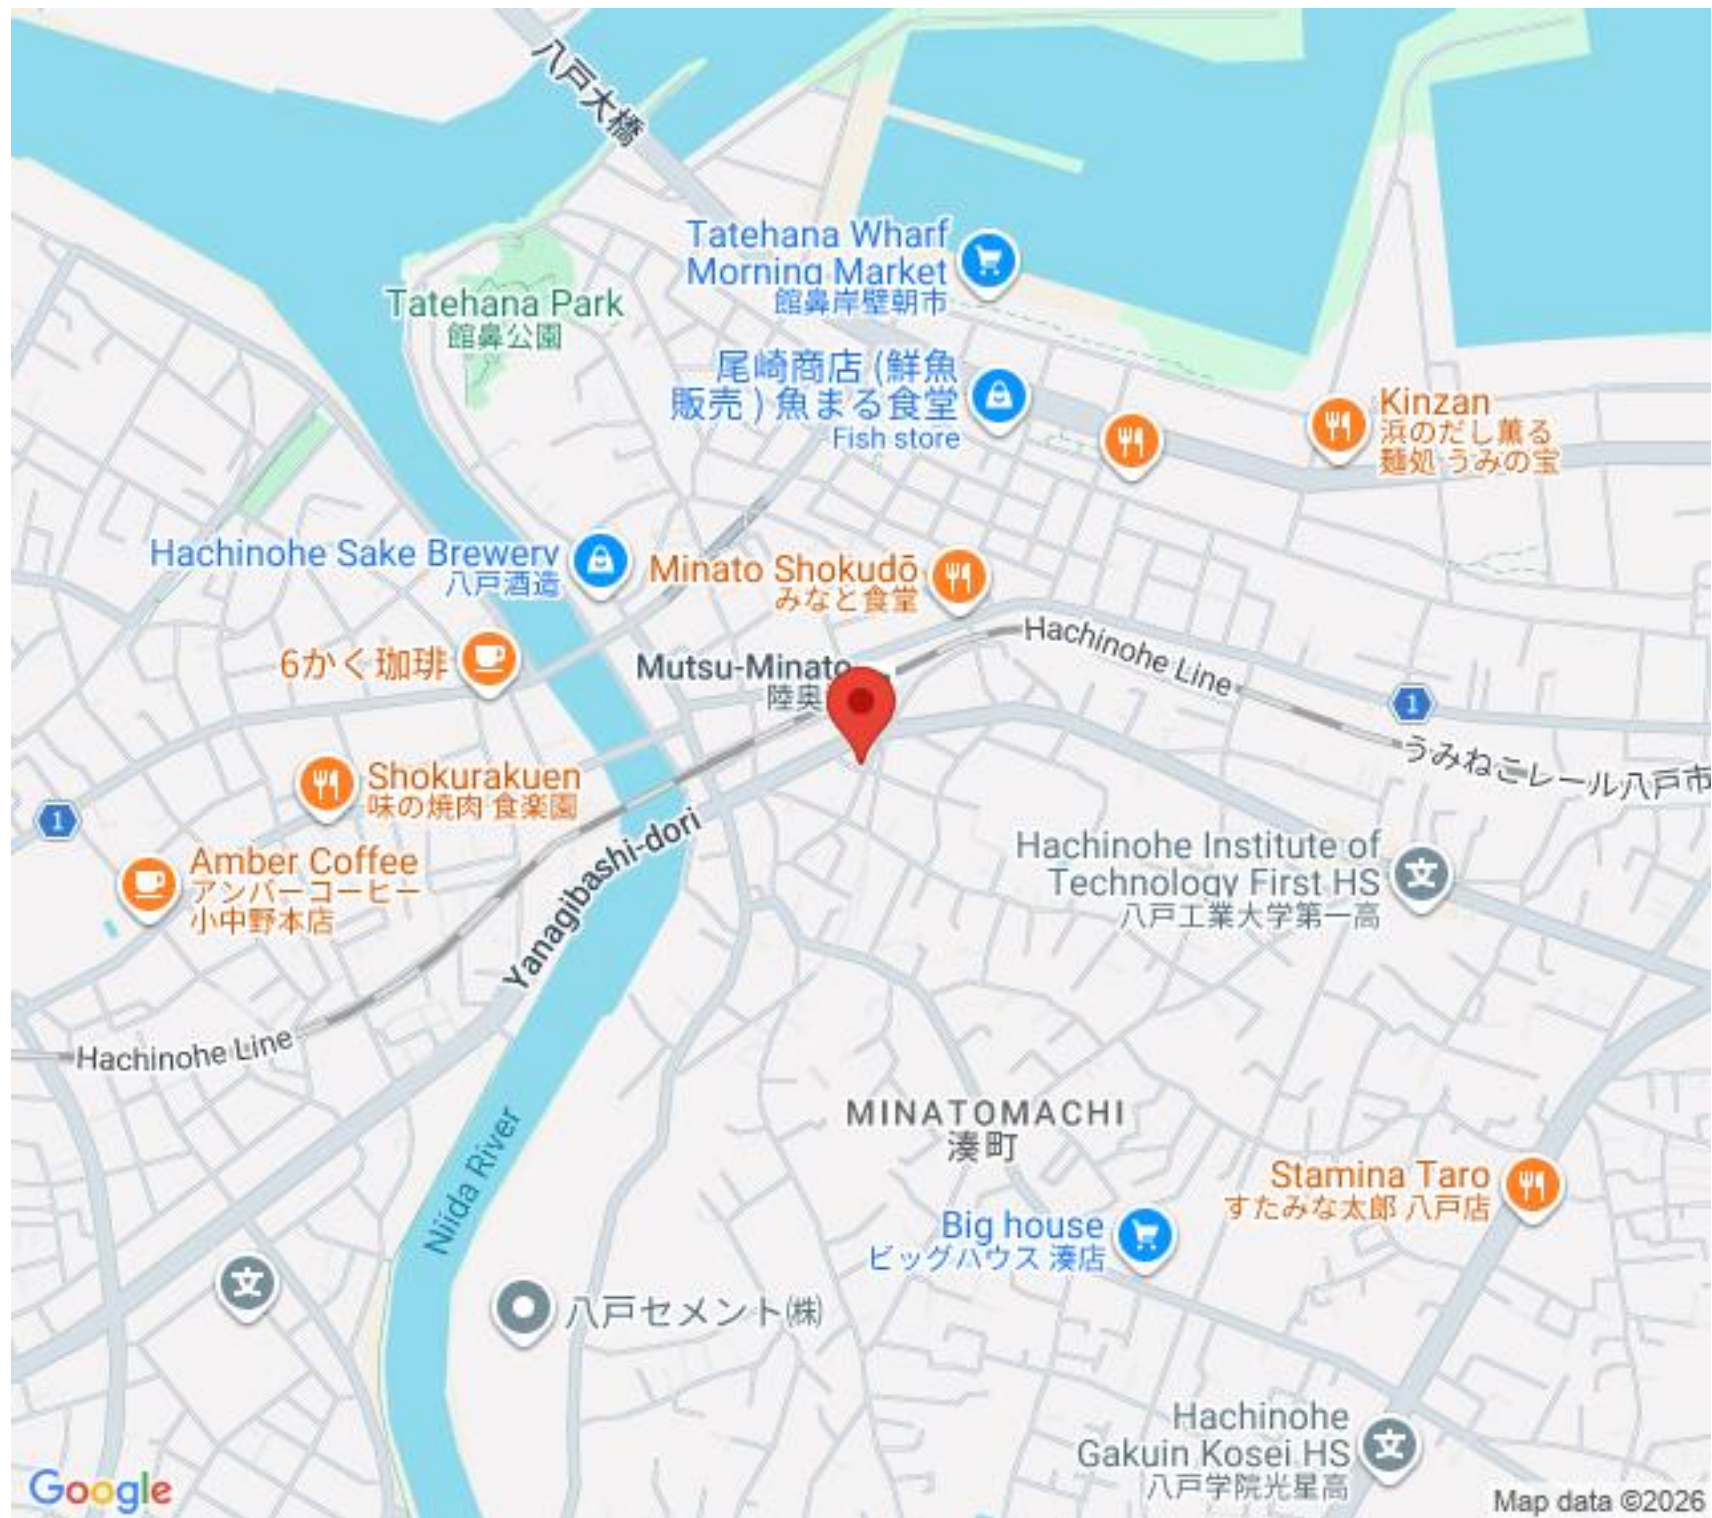 八戸大橋
Tatehana Wharf
Morning Market
館鼻岸壁朝市
Tatehana Park
館鼻公園
尾崎商店 (鮮魚
販売 ) 魚まる食堂
Fish store
Kinzan
浜のだし薫る
麺処 うみの宝
Hachinohe Sake Brewery
八戸酒造
Minato Shokudō
みなと食堂
6かく珈琲
Mutsu-Minato
陸奥
Hachinohe Line
1
うみねこレール八戸市
Shokurakuen
味の焼肉 食楽園
1
Amber Coffee
アンバーコーヒー
小中野本店
Yanagibashi-dori
Hachinohe Institute of
Technology First HS
八戸工業大学第一高
文
Hachinohe Line
MINATOMACHI
湊町
Niida River
Stamina Taro
すたみな太郎 八戸店
Big house
ビッグハウス 湊店
文
八戸セメント㈱
Hachinohe
Gakuin Kosei HS
八戸学院光星高
文
Google
Map data ©2026